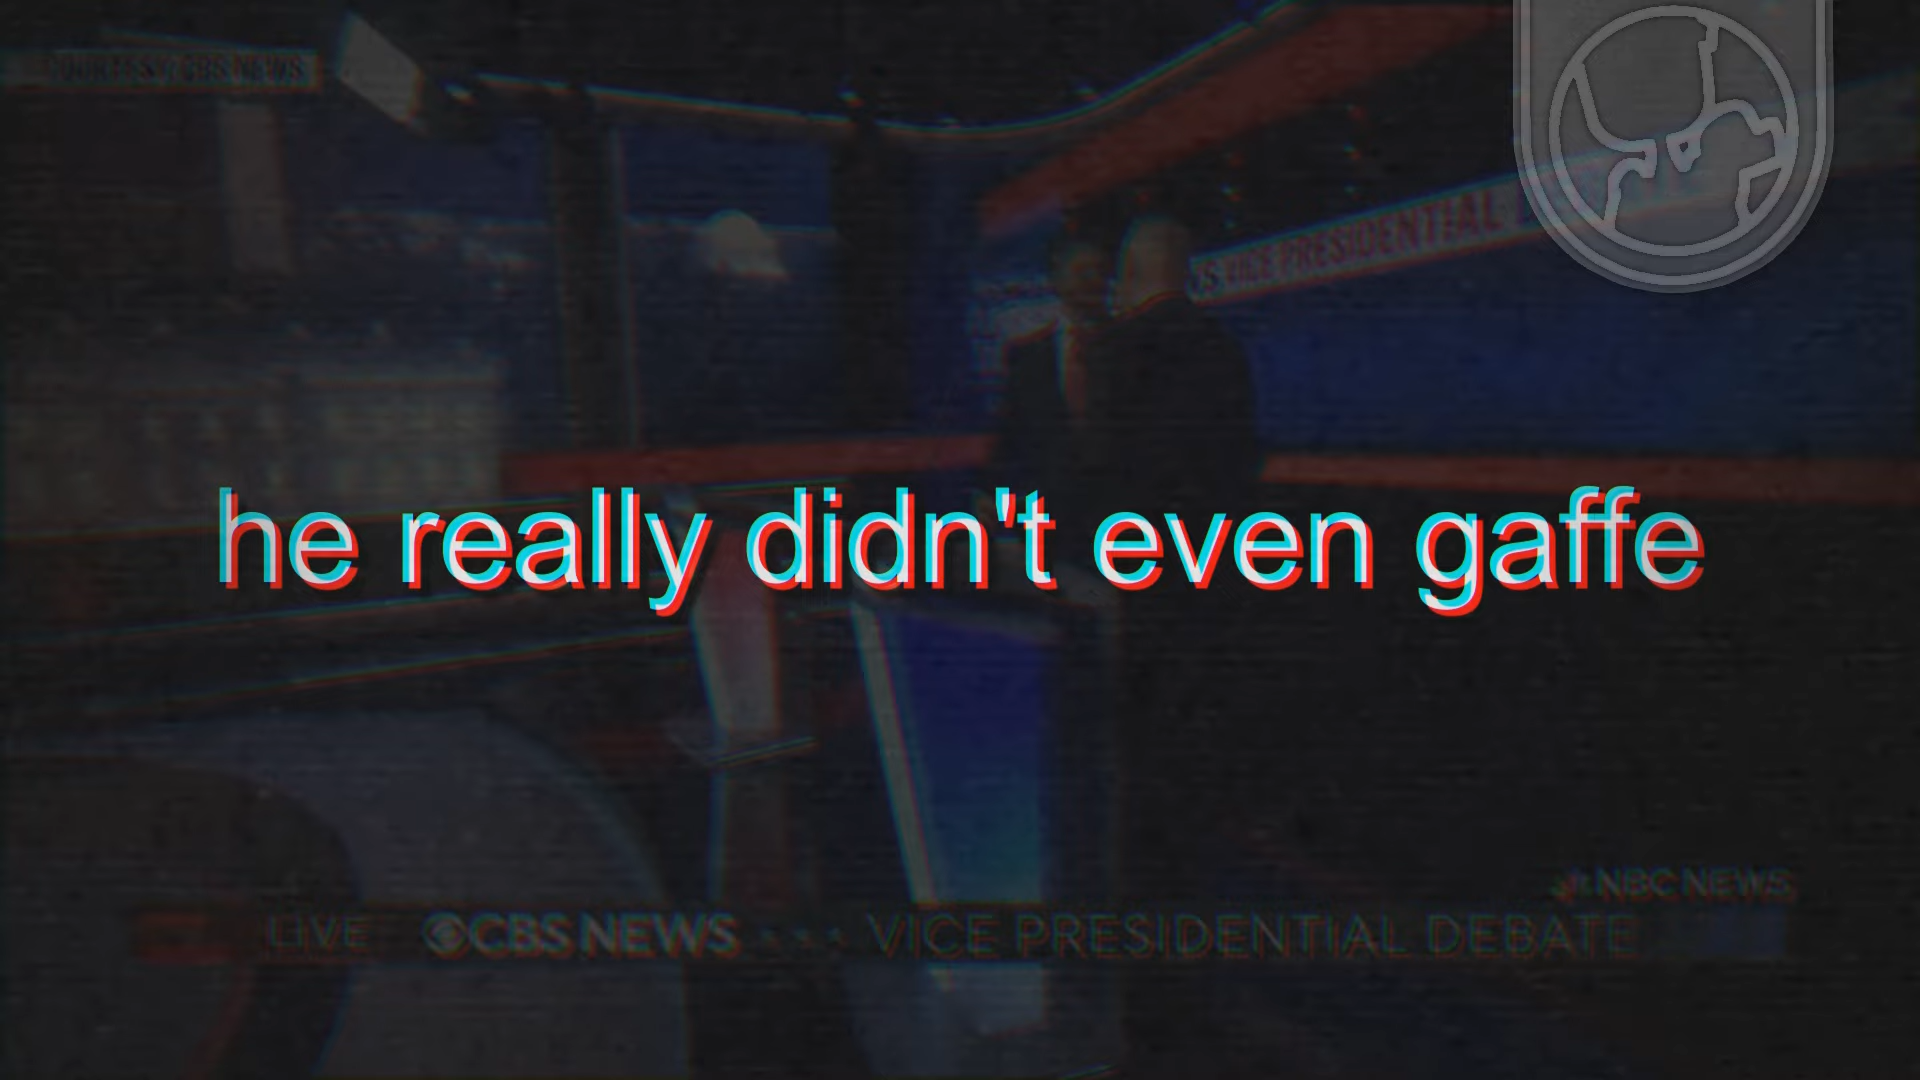 COURTESY: CBS NEWS
VICE PRESIDENTIAL
he really didn't even gaffe
NBC NEWS
LIVE CBS NEWS VICE PRESIDENTIAL DEBATE